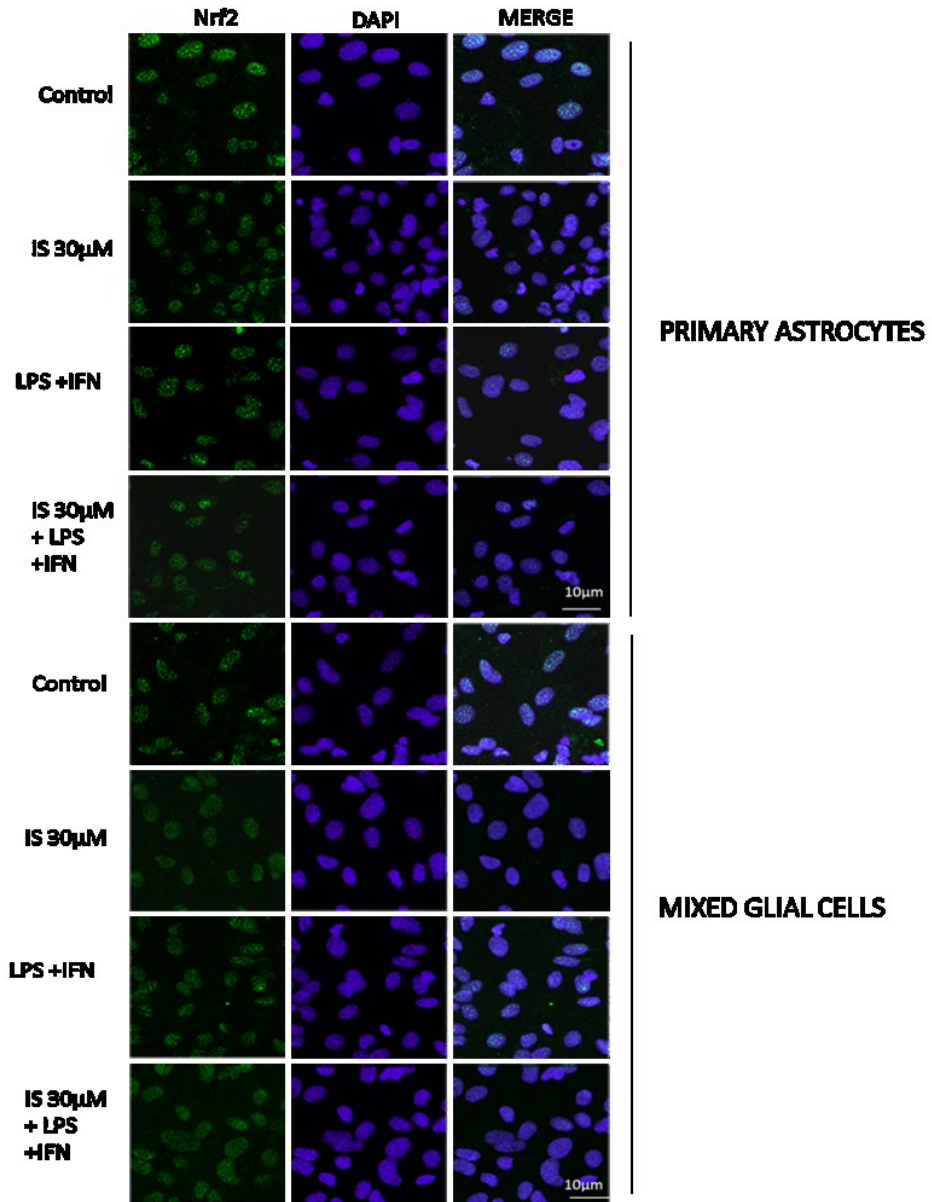 Nrf2 DAPI MERGE
Control
IS 30µM
PRIMARY ASTROCYTES
LPS +IFN
IS 30µM
+ LPS
+IFN
10µm
Control
IS 30µM
MIXED GLIAL CELLS
LPS +IFN
IS 30µM
+ LPS
+IFN
10µm